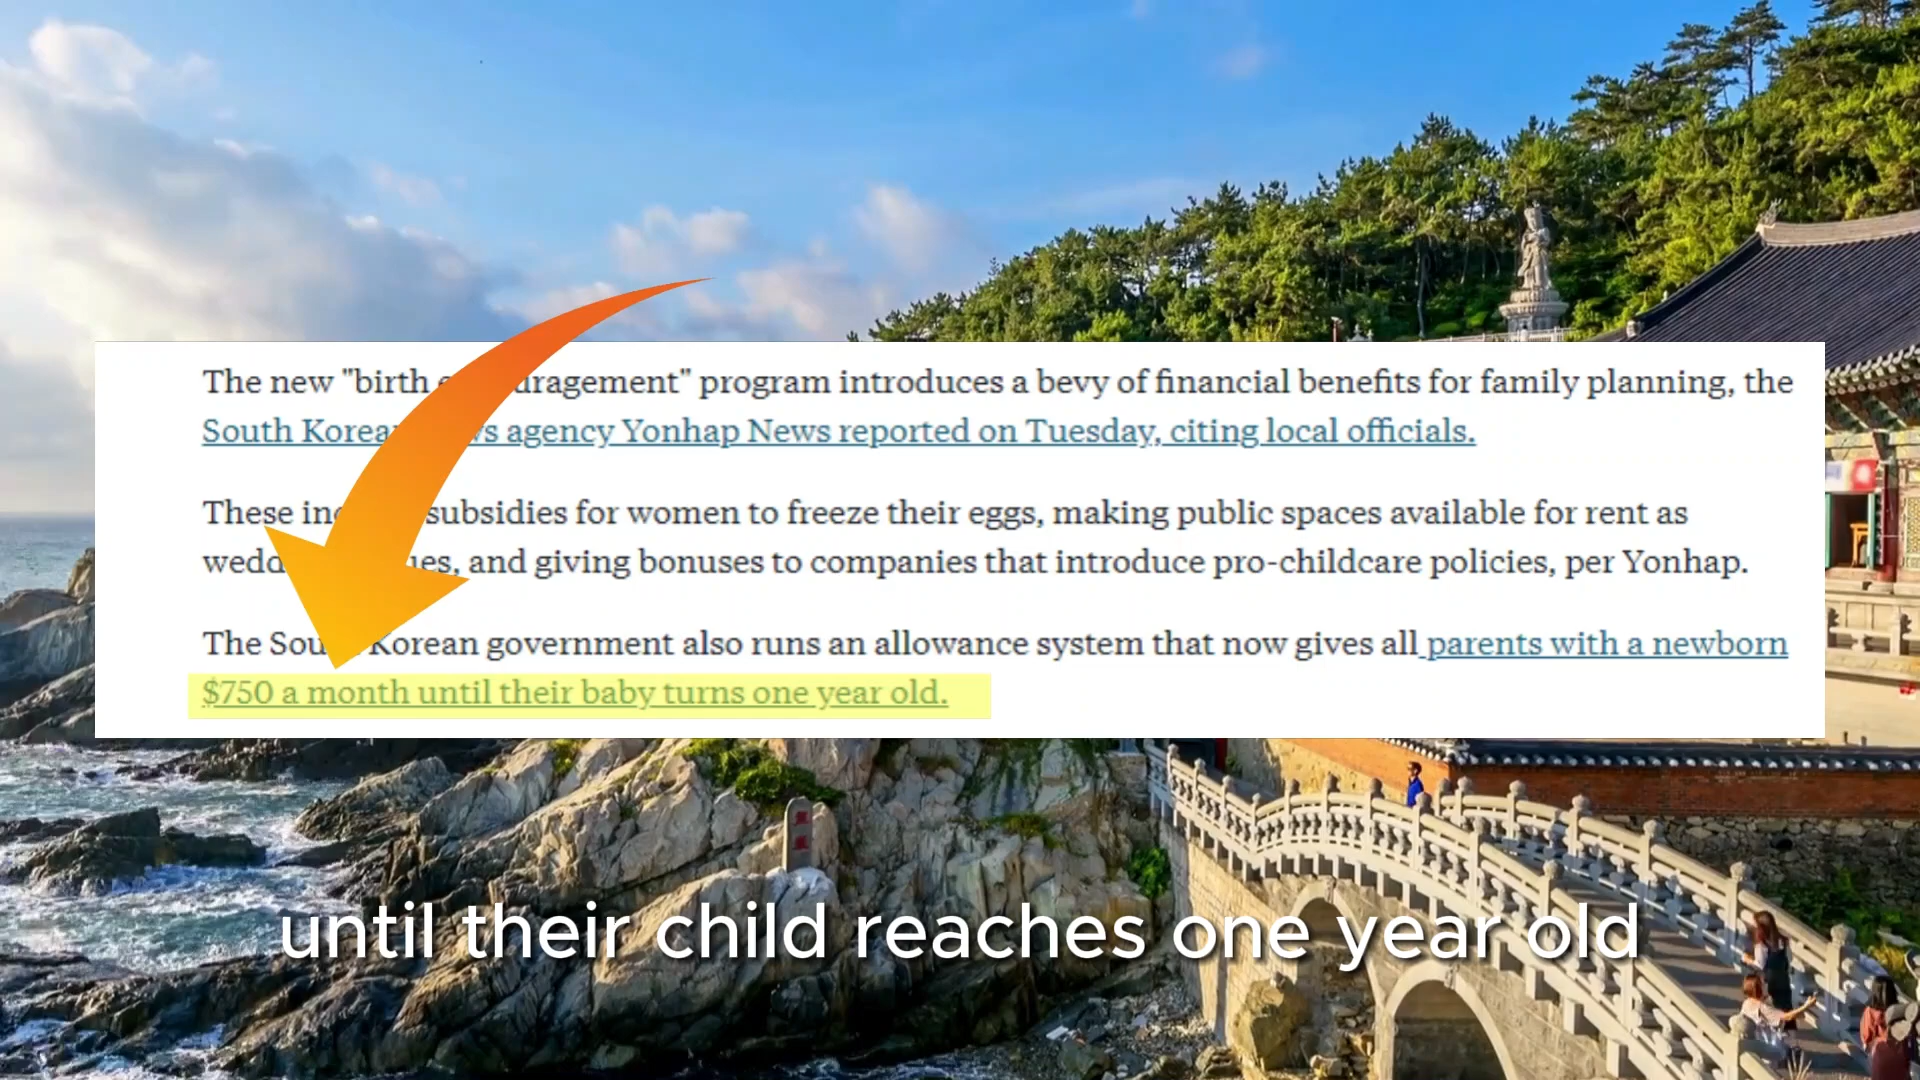 The new "birth uragement" program introduces a bevy of financial benefits for family planning, the
South Korea s agency Yonhap News reported on Tuesday, citing local officials.
These in subsidies for women to freeze their eggs, making public spaces available for rent as
wedd ues, and giving bonuses to companies that introduce pro-childcare policies, per Yonhap.
The Sou Korean government also runs an allowance system that now gives all parents with a newborn
$750 a month until their baby turns one year old.
until their child reaches one year old